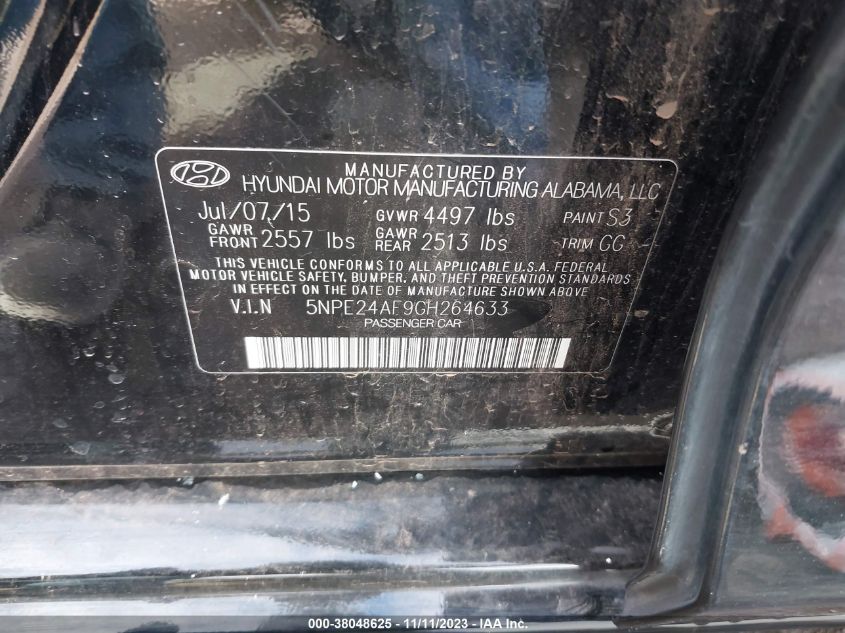 MANUFACTURED BY
HYUNDAI MOTOR MANUFACTURING ALABAMA, LLC
Jul/07/15 GVWR 4497 lbs PAINT S3
GAWR FRONT 2557 lbs GAWR REAR 2513 lbs TRIM GG
THIS VEHICLE CONFORMS TO ALL APPLICABLE U.S.A. FEDERAL
MOTOR VEHICLE SAFETY, BUMPER, AND THEFT PREVENTION STANDARDS
IN EFFECT ON THE DATE OF MANUFACTURE SHOWN ABOVE
V.I.N 5NPE24AF9GH264633
PASSENGER CAR
000-38048625 - 11/11/2023 - IAA Inc.